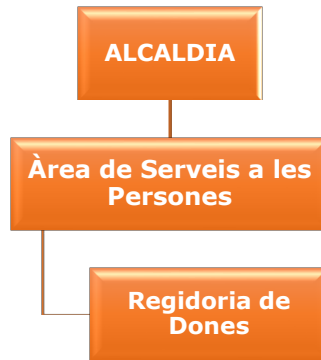 ALCALDIA
Àrea de Serveis a les
Persones
Regidoria de
Dones